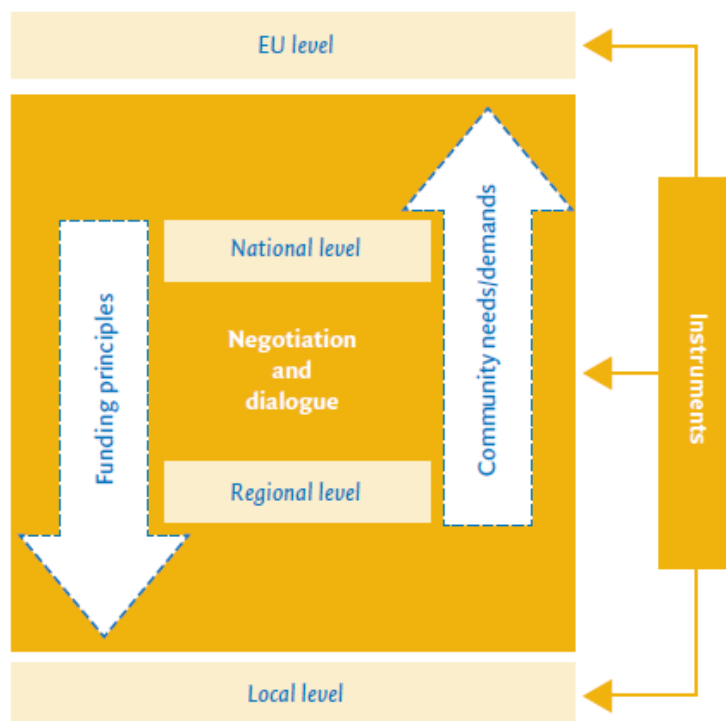 EU level
National level
Funding principles
Negotiation
and
dialogue
Community needs/demands
Regional level
Local level
Instruments